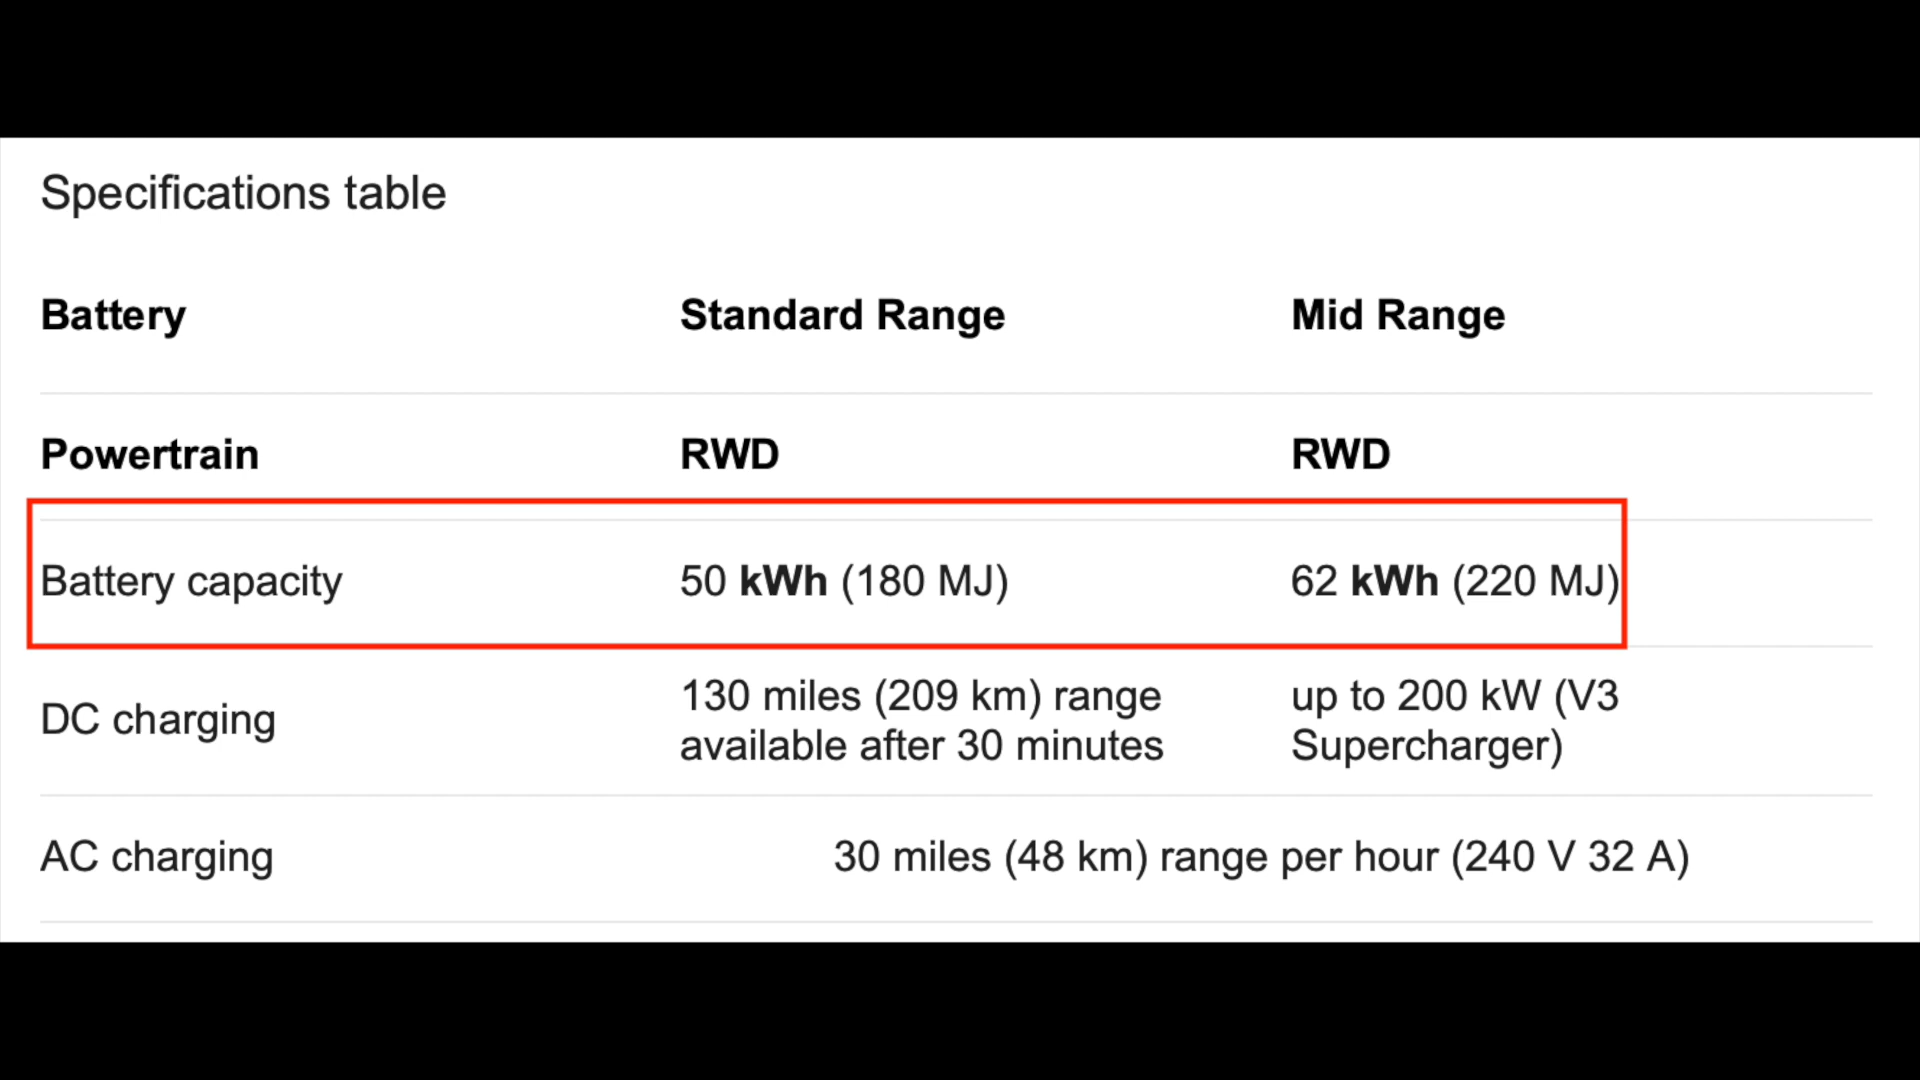 Specifications table
Battery Standard Range Mid Range
Powertrain RWD RWD
Battery capacity 50 kWh (180 MJ) 62 kWh (220 MJ)
DC charging 130 miles (209 km) range available after 30 minutes up to 200 kW (V3 Supercharger)
AC charging 30 miles (48 km) range per hour (240 V 32 A)